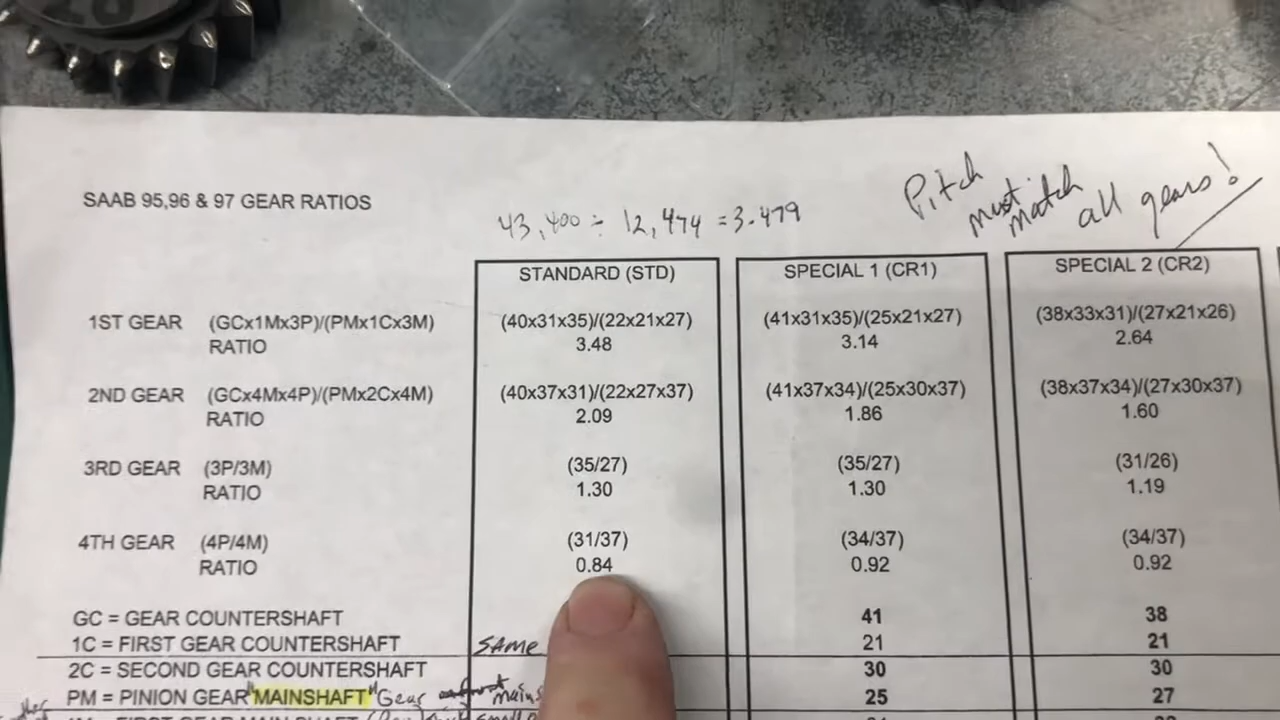 28
SAAB 95,96 & 97 GEAR RATIOS
43,400 ÷ 12,474 = 3.479
Pitch must match all gears!
STANDARD (STD) SPECIAL 1 (CR1) SPECIAL 2 (CR2)
1ST GEAR (GCx1Mx3P)/(PMx1Cx3M) (40x31x35)/(22x21x27) (41x31x35)/(25x21x27) (38x33x31)/(27x21x26)
RATIO 3.48 3.14 2.64
2ND GEAR (GCx4Mx4P)/(PMx2Cx4M) (40x37x31)/(22x27x37) (41x37x34)/(25x30x37) (38x37x34)/(27x30x37)
RATIO 2.09 1.86 1.60
3RD GEAR (3P/3M) (35/27) (35/27) (31/26)
RATIO 1.30 1.30 1.19
4TH GEAR (4P/4M) (31/37) (34/37) (34/37)
RATIO 0.84 0.92 0.92
GC = GEAR COUNTERSHAFT 41 38
1C = FIRST GEAR COUNTERSHAFT SAME 21 21
2C = SECOND GEAR COUNTERSHAFT 30 30
PM = PINION GEAR "MAINSHAFT" Gear mains 25 27